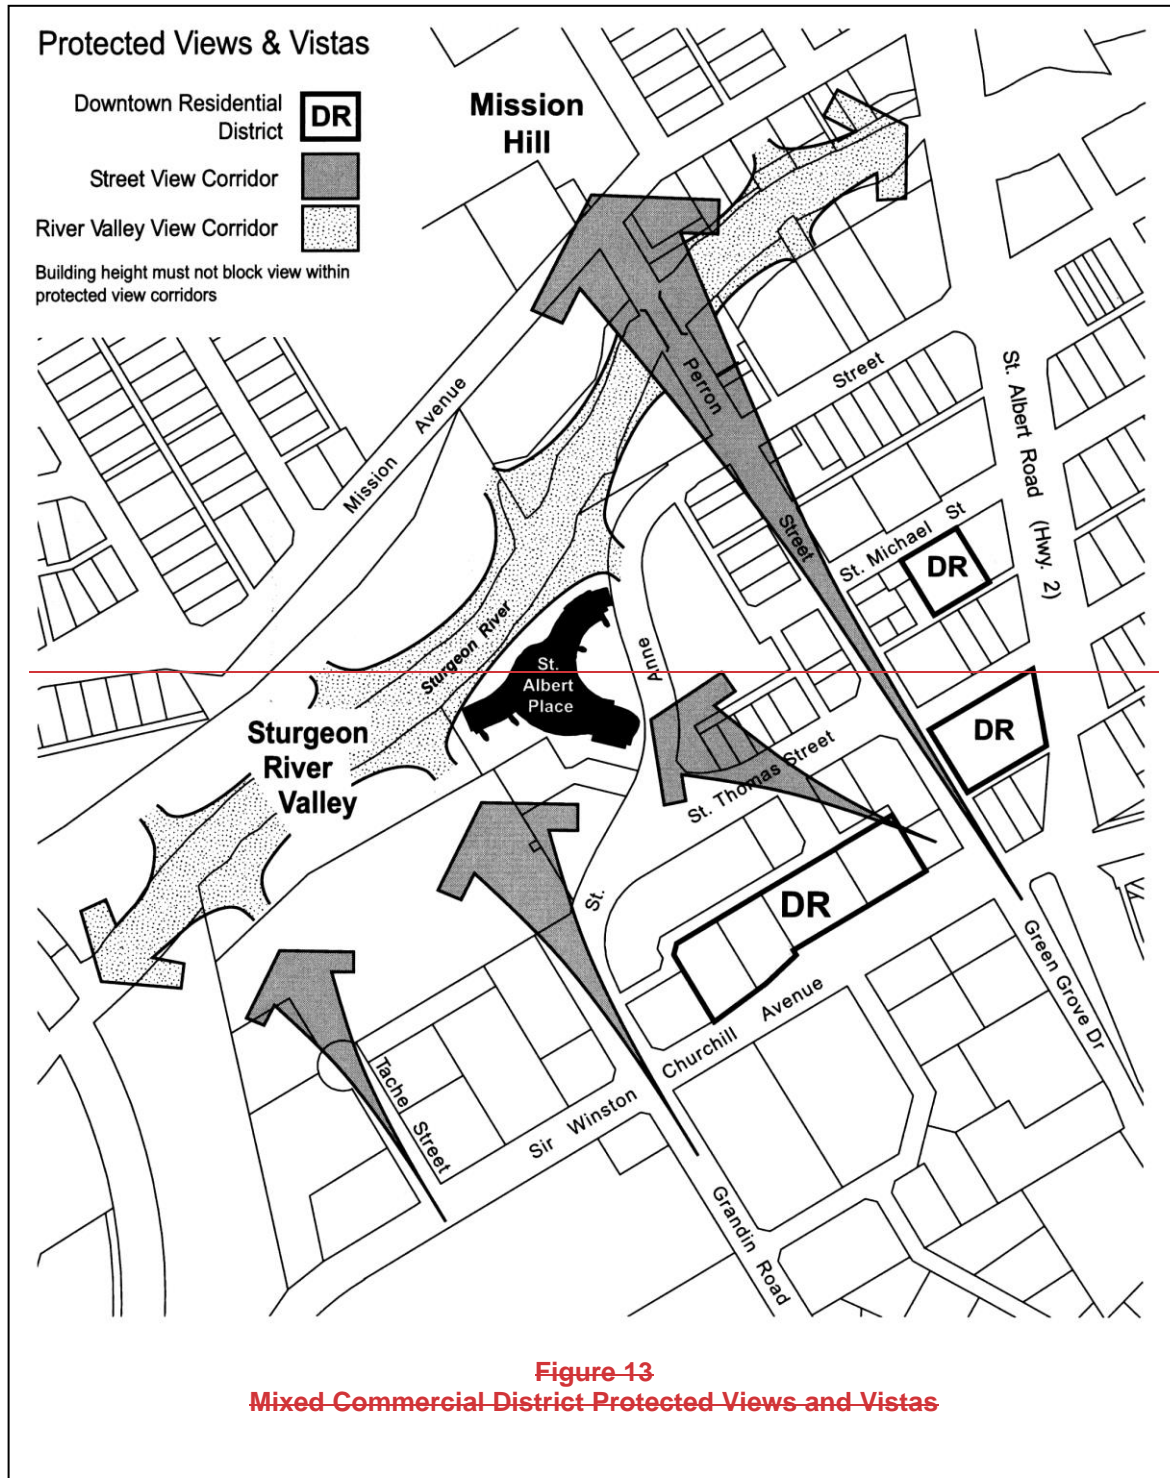 Protected Views & Vistas
Downtown Residential
District
DR
Street View Corridor
River Valley View Corridor
Building height must not block view within
protected view corridors
Mission
Hill
Mission Avenue
Perron
Street
Street
St. Albert Road (Hwy. 2)
Street
St. Michael St
DR
Sturgeon River
St.
Albert
Place
Anne
St.
DR
Sturgeon
River
Valley
St. Thomas Street
DR
Green Grove Dr
Tache Street
Sir Winston Churchill Avenue
Grandin Road
Figure 13
Mixed Commercial District Protected Views and Vistas